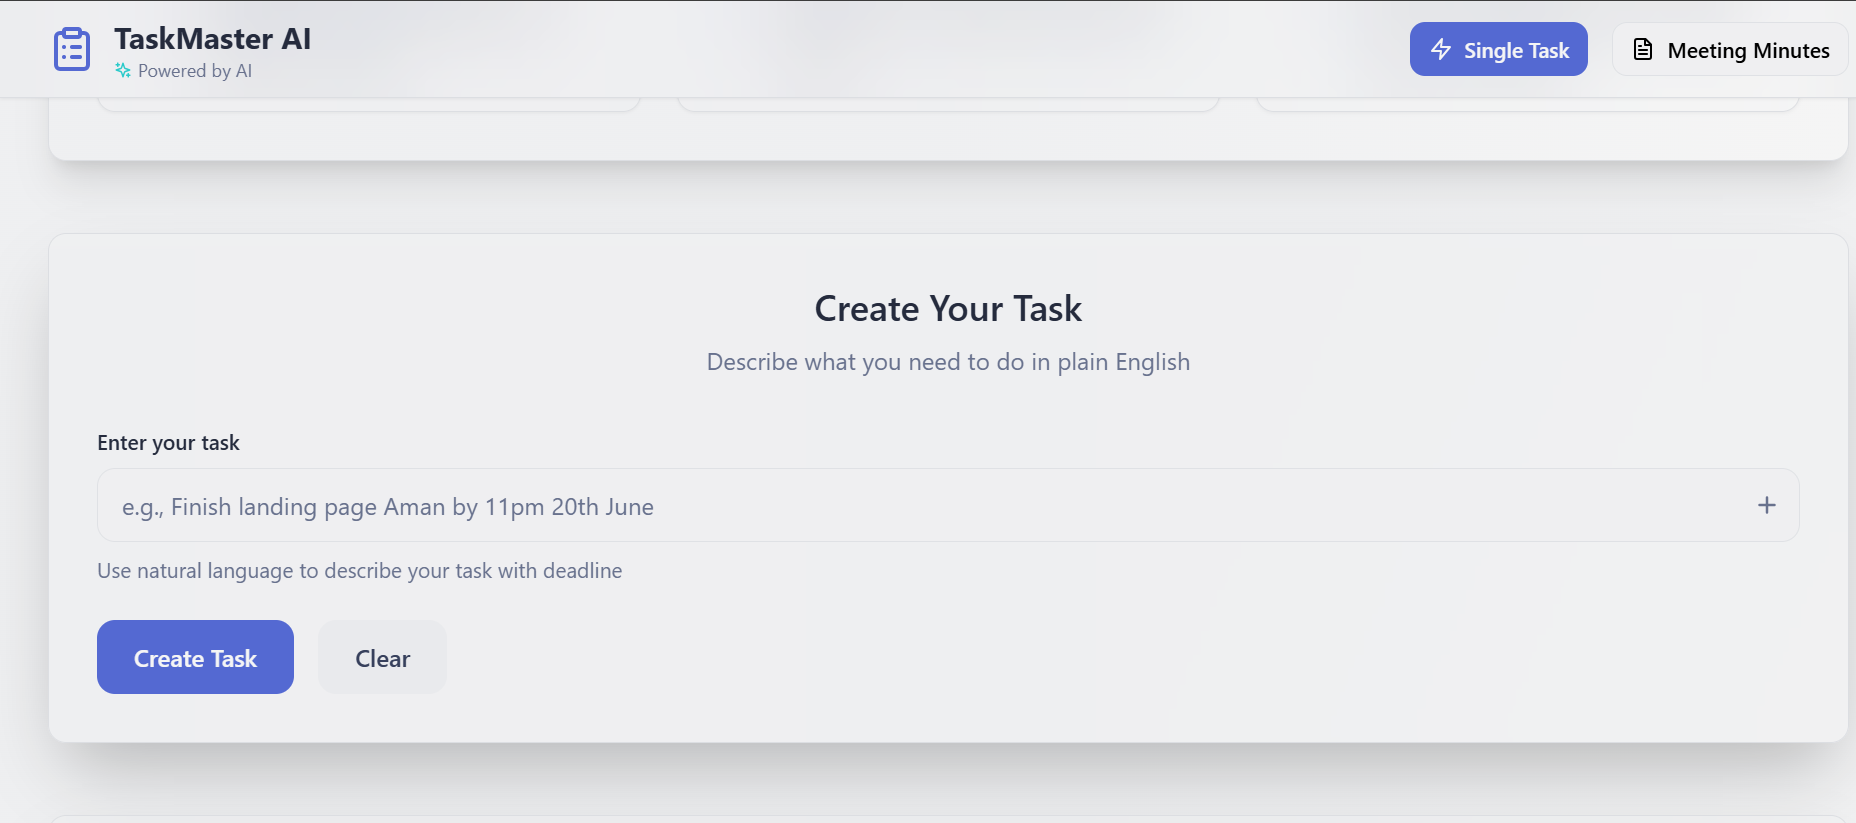 TaskMaster AI
Powered by AI
Single Task
Meeting Minutes
Create Your Task
Describe what you need to do in plain English
Enter your task
e.g., Finish landing page Aman by 11pm 20th June
Use natural language to describe your task with deadline
Create Task
Clear